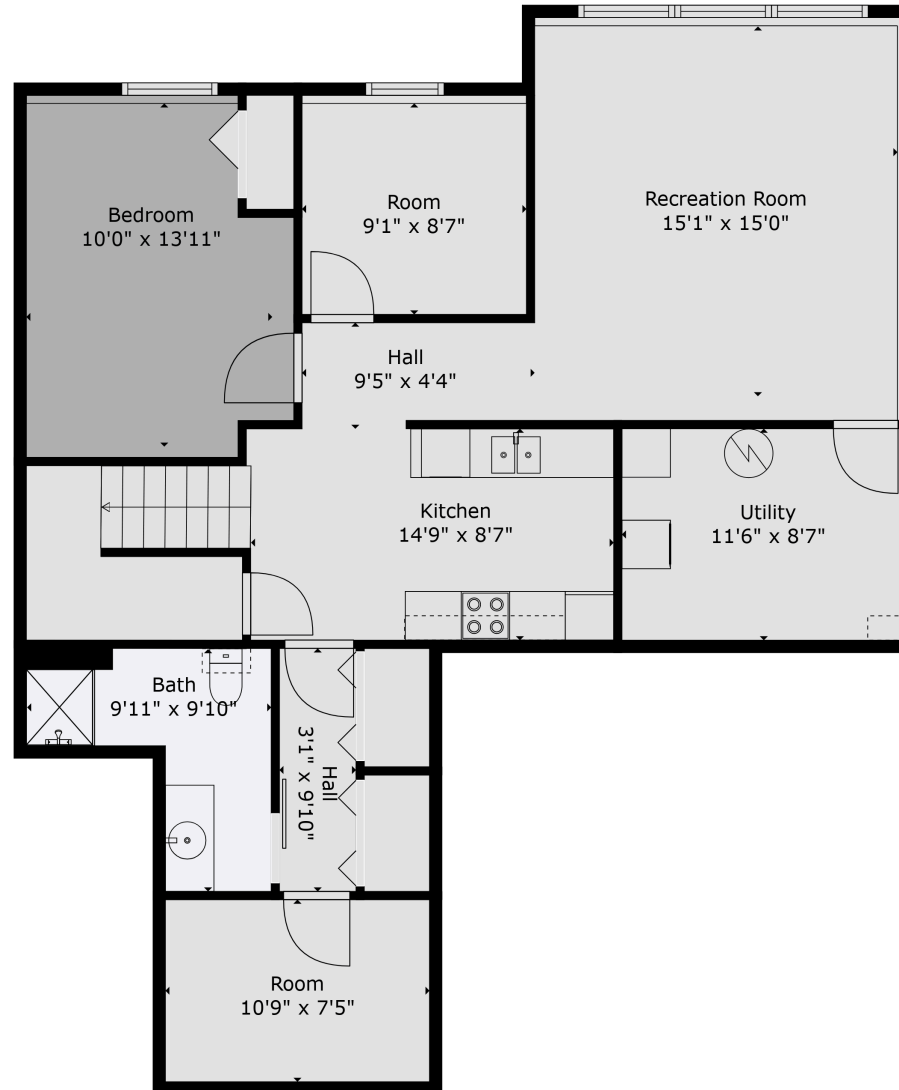 Bedroom
10'0" x 13'11"
Room
9'1" x 8'7"
Recreation Room
15'1" x 15'0"
Hall
9'5" x 4'4"
Kitchen
14'9" x 8'7"
Utility
11'6" x 8'7"
Bath
9'11" x 9'10"
Hall
3'1" x 9'10"
Room
10'9" x 7'5"